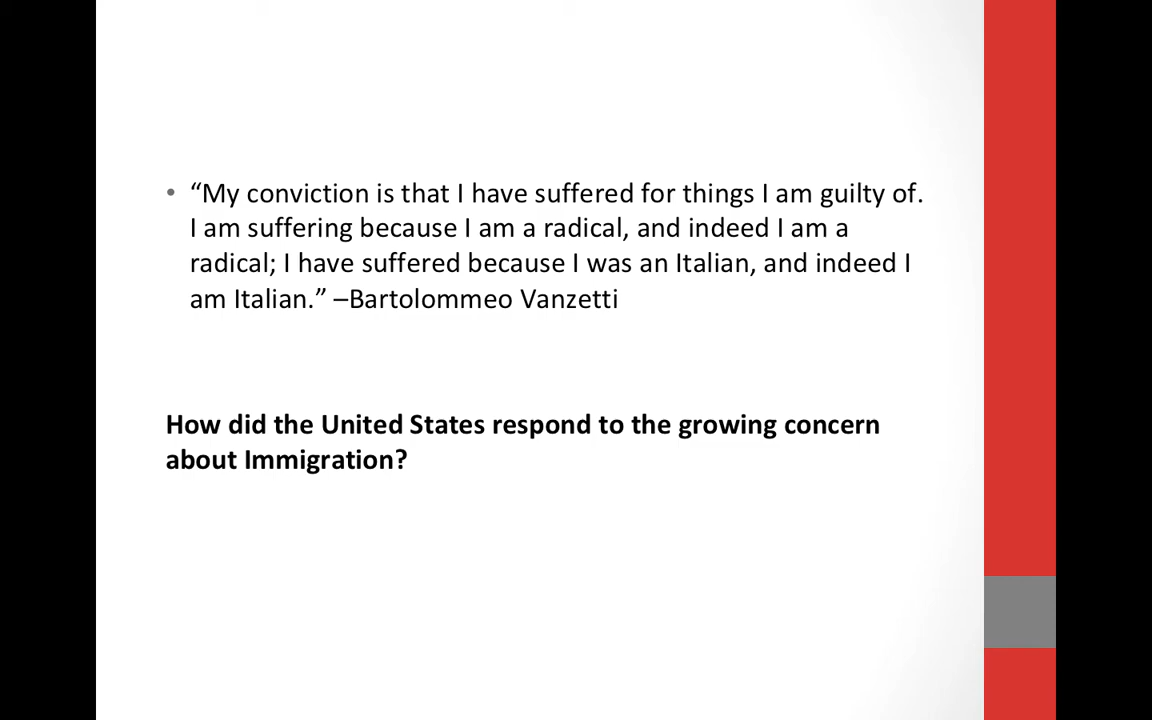 • “My conviction is that I have suffered for things I am guilty of.
I am suffering because I am a radical, and indeed I am a
radical; I have suffered because I was an Italian, and indeed I
am Italian.” –Bartolommeo Vanzetti
How did the United States respond to the growing concern
about Immigration?